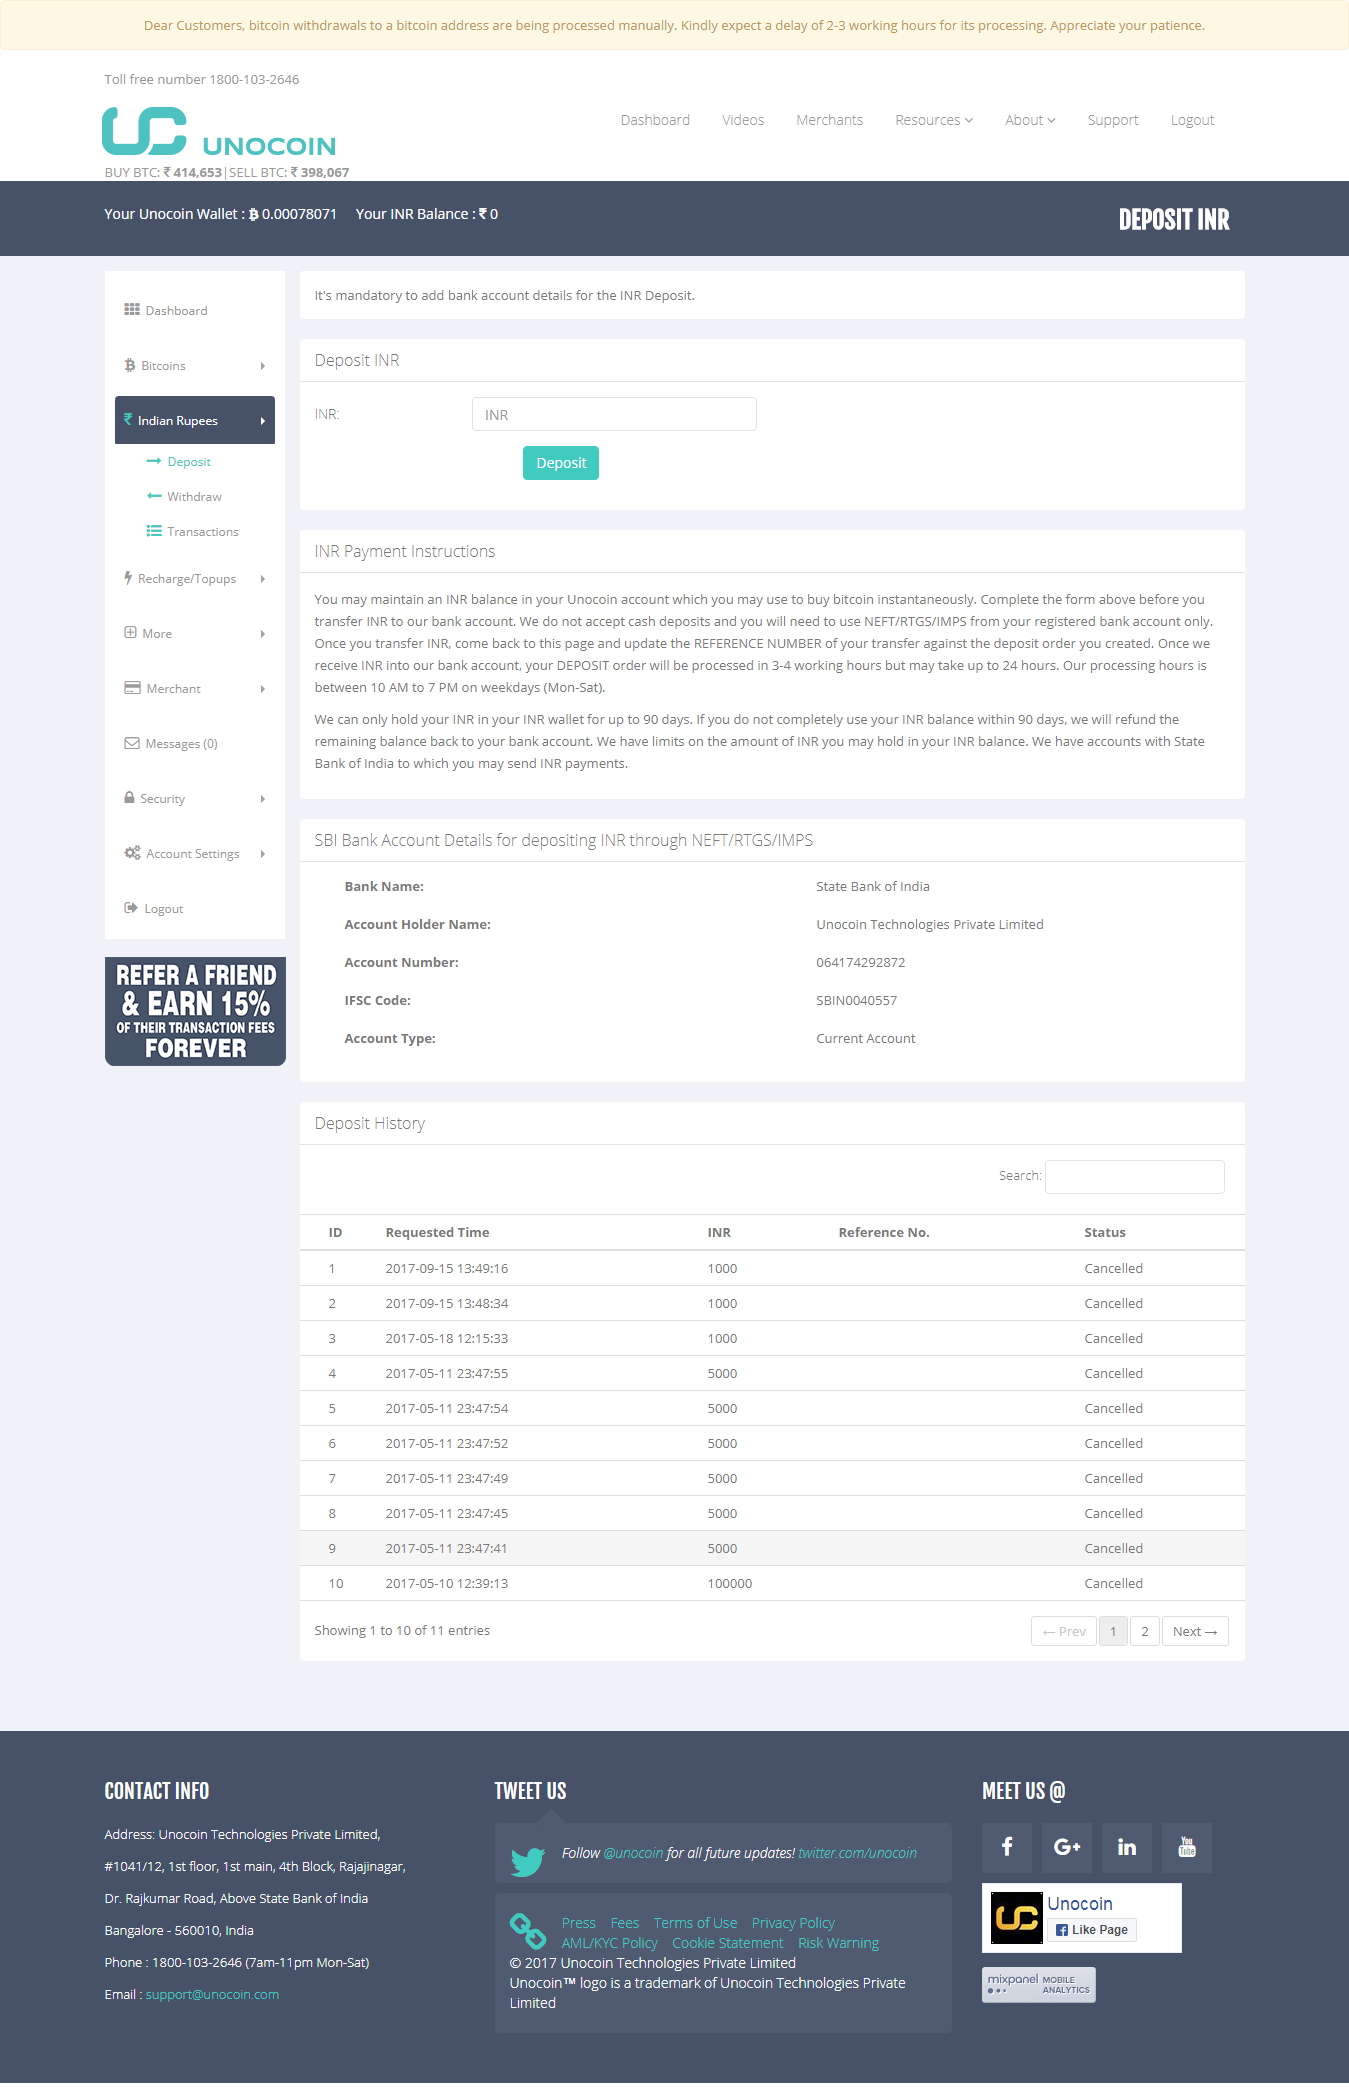 Dear Customers, bitcoin withdrawals to a bitcoin address are being processed manually. Kindly expect a delay of 2-3 working hours for its processing. Appreciate your patience.
Toll free number 1800-103-2646
UNOCOIN
Dashboard Videos Merchants Resources About Support Logout
BUY BTC: ₹ 414,653|SELL BTC: ₹ 398,067
Your Unocoin Wallet : ₿ 0.00078071 Your INR Balance : ₹ 0
DEPOSIT INR
Dashboard
Bitcoins
₹ Indian Rupees
Deposit
Withdraw
Transactions
Recharge/Topups
More
Merchant
Messages (0)
Security
Account Settings
Logout
REFER A FRIEND
& EARN 15%
OF THEIR TRANSACTION FEES
FOREVER
It's mandatory to add bank account details for the INR Deposit.
Deposit INR
INR: INR
Deposit
INR Payment Instructions
You may maintain an INR balance in your Unocoin account which you may use to buy bitcoin instantaneously. Complete the form above before you
transfer INR to our bank account. We do not accept cash deposits and you will need to use NEFT/RTGS/IMPS from your registered bank account only.
Once you transfer INR, come back to this page and update the REFERENCE NUMBER of your transfer against the deposit order you created. Once we
receive INR into our bank account, your DEPOSIT order will be processed in 3-4 working hours but may take up to 24 hours. Our processing hours is
between 10 AM to 7 PM on weekdays (Mon-Sat).
We can only hold your INR in your INR wallet for up to 90 days. If you do not completely use your INR balance within 90 days, we will refund the
remaining balance back to your bank account. We have limits on the amount of INR you may hold in your INR balance. We have accounts with State
Bank of India to which you may send INR payments.
SBI Bank Account Details for depositing INR through NEFT/RTGS/IMPS
Bank Name: State Bank of India
Account Holder Name: Unocoin Technologies Private Limited
Account Number: 064174292872
IFSC Code: SBIN0040557
Account Type: Current Account
Deposit History
Search:
ID Requested Time INR Reference No. Status
1 2017-09-15 13:49:16 1000 Cancelled
2 2017-09-15 13:48:34 1000 Cancelled
3 2017-05-18 12:15:33 1000 Cancelled
4 2017-05-11 23:47:55 5000 Cancelled
5 2017-05-11 23:47:54 5000 Cancelled
6 2017-05-11 23:47:52 5000 Cancelled
7 2017-05-11 23:47:49 5000 Cancelled
8 2017-05-11 23:47:45 5000 Cancelled
9 2017-05-11 23:47:41 5000 Cancelled
10 2017-05-10 12:39:13 100000 Cancelled
Showing 1 to 10 of 11 entries
← Prev 1 2 Next →
CONTACT INFO
Address: Unocoin Technologies Private Limited,
#1041/12, 1st floor, 1st main, 4th Block, Rajajinagar,
Dr. Rajkumar Road, Above State Bank of India
Bangalore - 560010, India
Phone : 1800-103-2646 (7am-11pm Mon-Sat)
Email : support@unocoin.com
TWEET US
Follow @unocoin for all future updates! twitter.com/unocoin
Press Fees Terms of Use Privacy Policy
AML/KYC Policy Cookie Statement Risk Warning
© 2017 Unocoin Technologies Private Limited
Unocoin™ logo is a trademark of Unocoin Technologies Private
Limited
MEET US @
f G+ in You Tube
Unocoin
Like Page
mixpanel MOBILE
ANALYTICS